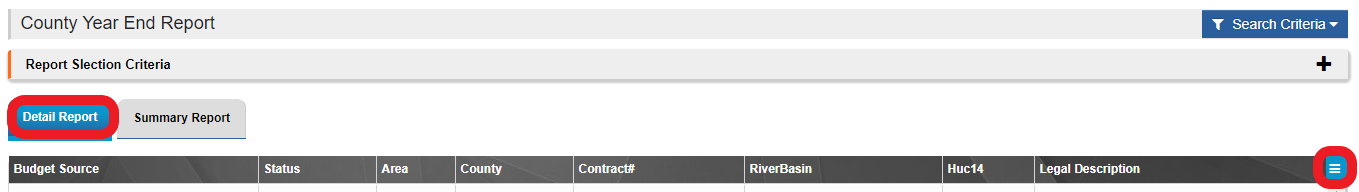 County Year End Report Search Criteria
Report Slection Criteria
Detail Report Summary Report
Budget Source Status Area County Contract# RiverBasin Huc14 Legal Description